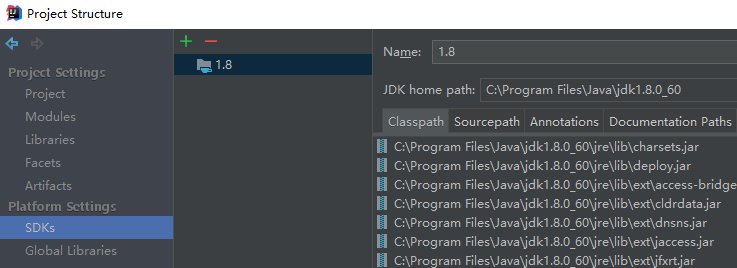 Project Structure
Project Settings
Project
Modules
Libraries
Facets
Artifacts
Platform Settings
SDKs
Global Libraries
1.8
Name: 1.8
JDK home path: C:\Program Files\Java\jdk1.8.0_60
Classpath Sourcepath Annotations Documentation Paths
C:\Program Files\Java\jdk1.8.0_60\jre\lib\charsets.jar
C:\Program Files\Java\jdk1.8.0_60\jre\lib\deploy.jar
C:\Program Files\Java\jdk1.8.0_60\jre\lib\ext\access-bridge
C:\Program Files\Java\jdk1.8.0_60\jre\lib\ext\cldrdata.jar
C:\Program Files\Java\jdk1.8.0_60\jre\lib\ext\dnsns.jar
C:\Program Files\Java\jdk1.8.0_60\jre\lib\ext\jaccess.jar
C:\Program Files\Java\jdk1.8.0_60\jre\lib\ext\jfxrt.jar